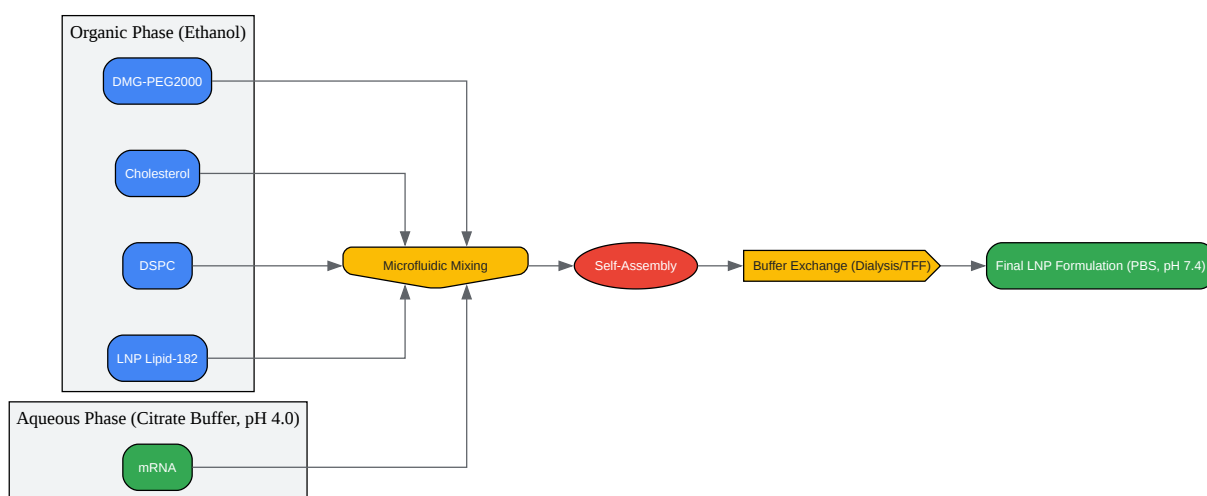 Organic Phase (Ethanol)
DMG-PEG2000
Cholesterol
DSPC
LNP Lipid-182
Aqueous Phase (Citrate Buffer, pH 4.0)
mRNA
Microfluidic Mixing
Self-Assembly
Buffer Exchange (Dialysis/TFF)
Final LNP Formulation (PBS, pH 7.4)